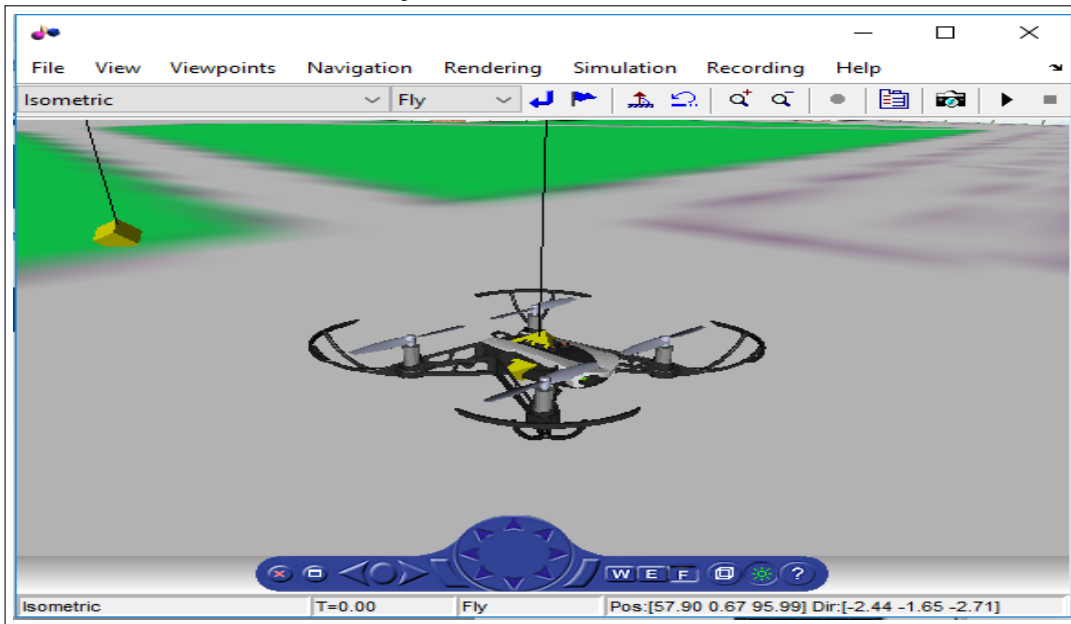 File View Viewpoints Navigation Rendering Simulation Recording Help
Isometric Fly
W E F ?
Isometric T=0.00 Fly Pos:[57.90 0.67 95.99] Dir:[-2.44 -1.65 -2.71]